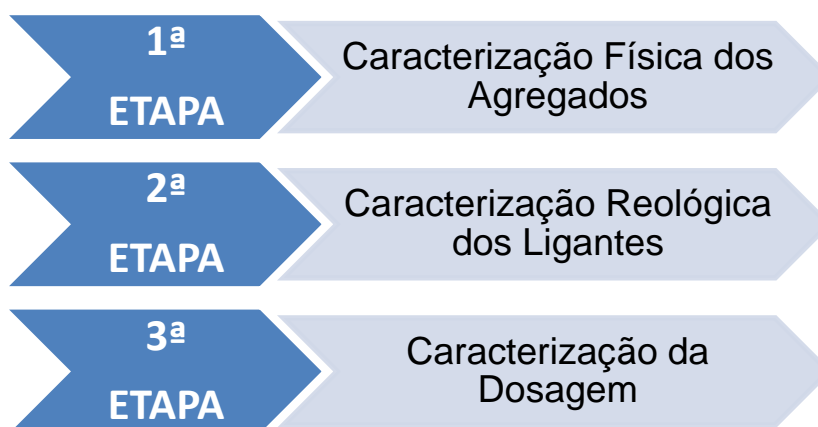 1ª
ETAPA
Caracterização Física dos
Agregados
2ª
ETAPA
Caracterização Reológica
dos Ligantes
3ª
ETAPA
Caracterização da
Dosagem